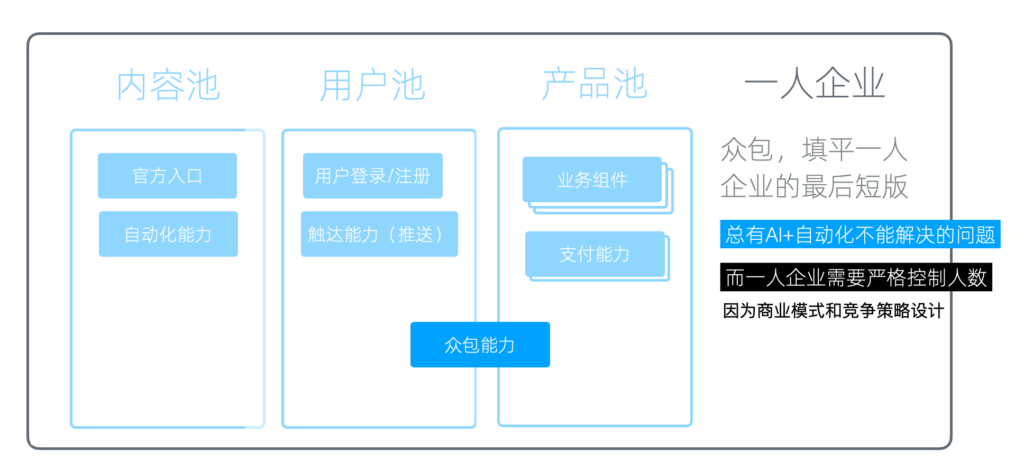 内容池
用户池
产品池
一人企业
官方入口
自动化能力
用户登录/注册
触达能力（推送）
业务组件
支付能力
众包能力
众包，填平一人
企业的最后短版
总有AI+自动化不能解决的问题
而一人企业需要严格控制人数
因为商业模式和竞争策略设计